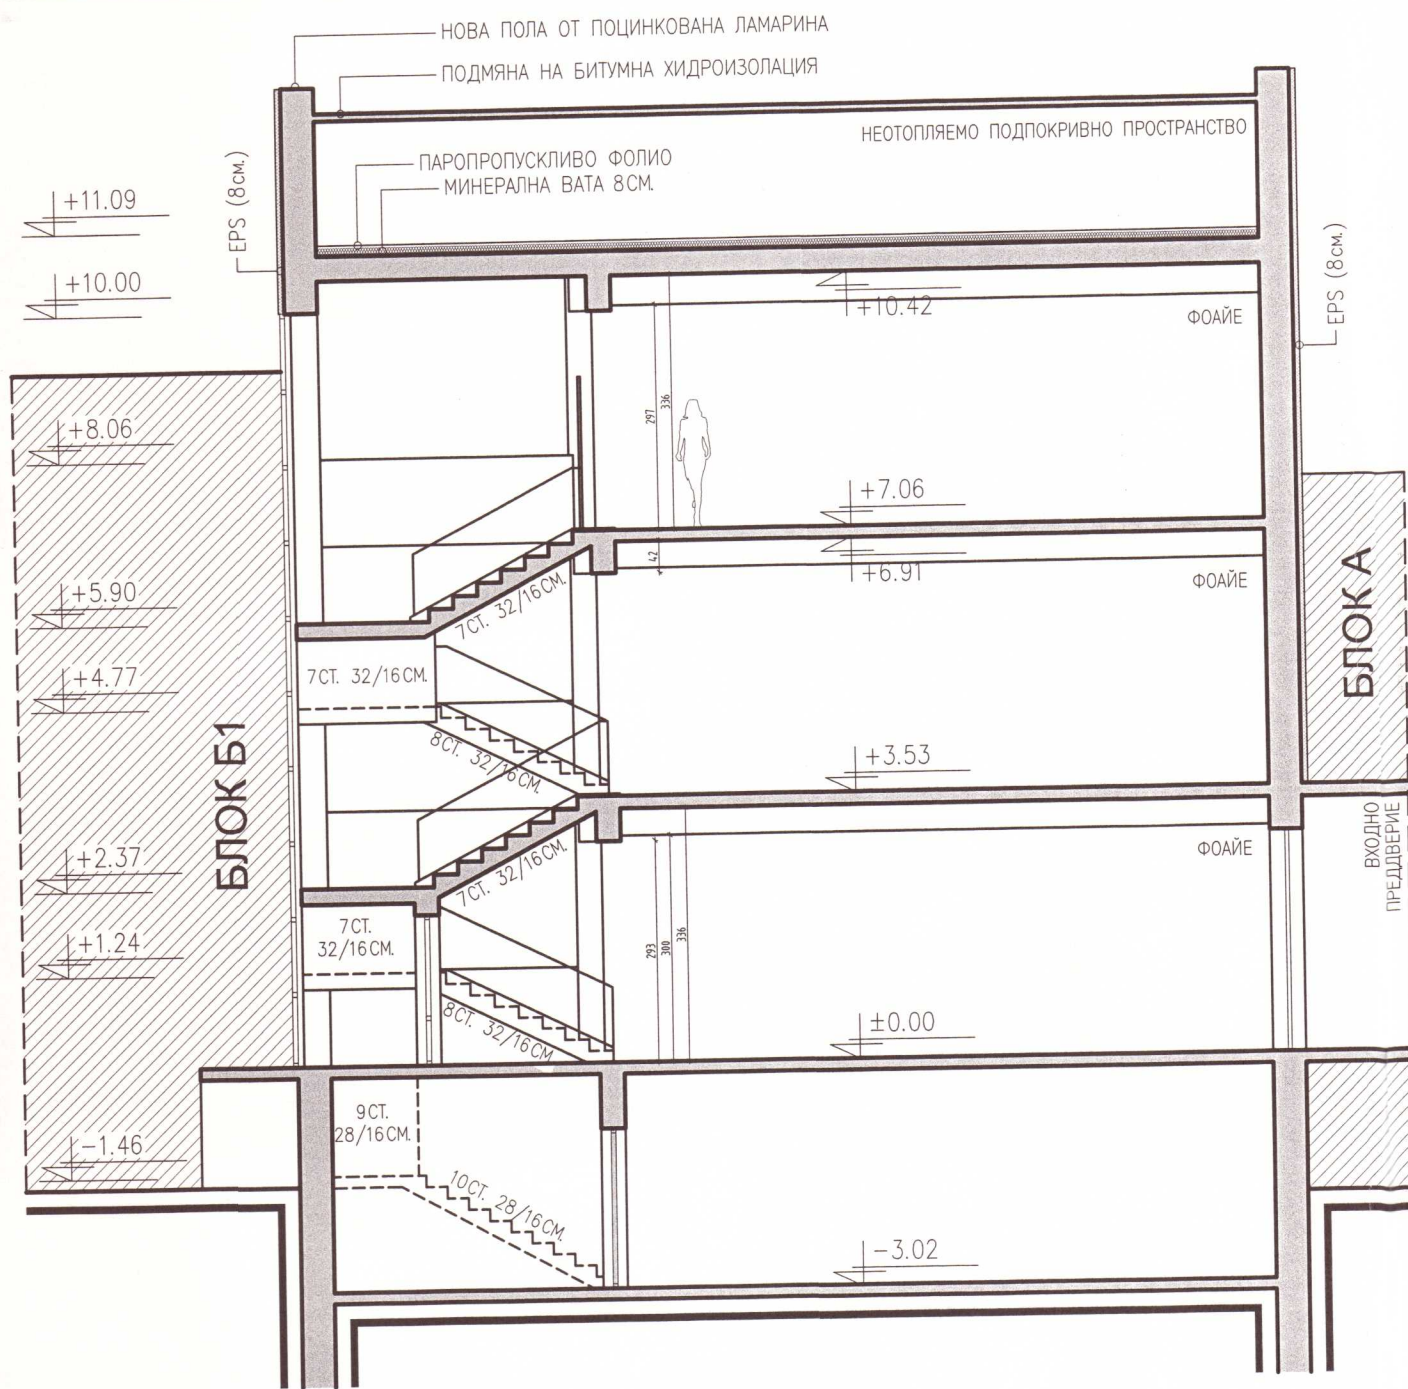 НОВА ПОЛА ОТ ПОЦИНКОВАНА ЛАМАРИНА
ПОДМЯНА НА БИТУМНА ХИДРОИЗОЛАЦИЯ
НЕОТОПЛЯЕМО ПОДПОКРИВНО ПРОСТРАНСТВО
ПАРОПРОПУСКЛИВО ФОЛИО
МИНЕРАЛНА ВАТА 8СМ.
EPS (8см.)
EPS (8см.)
+11.09
+10.00
+10.42
ФОАЙЕ
297
336
+8.06
+7.06
42
+6.91
ФОАЙЕ
+5.90
7СТ. 32/16СМ.
7СТ. 32/16СМ.
+4.77
8СТ. 32/16СМ.
БЛОК Б1
БЛОК А
+3.53
+2.37
7СТ. 32/16СМ.
ФОАЙЕ
ВХОДНО
ПРЕДДВЕРИЕ
7СТ.
32/16СМ.
+1.24
293
300
336
8СТ. 32/16СМ
±0.00
9СТ.
28/16СМ.
-1.46
10СТ. 28/16СМ.
-3.02